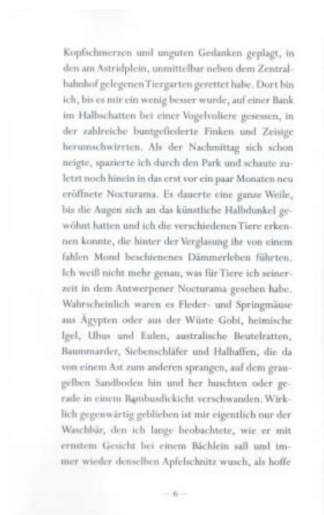 Kopfschmerzen und unguten Gedanken geplagt, in
den am Astridplein, unmittelbar neben dem Zentral-
bahnhof gelegenen Tiergarten gerettet habe. Dort bin
ich, bis es mir ein wenig besser wurde, auf einer Bank
im Halbschatten bei einer Vogelvoliere gesessen, in
der zahlreiche buntgefiederte Finken und Zeisige
herumschwirrten. Als der Nachmittag sich schon
neigte, spazierte ich durch den Park und schaute zu-
letzt noch hinein in das erst vor ein paar Monaten neu
eröffnete Nocturama. Es dauerte eine ganze Weile,
bis die Augen sich an das künstliche Halbdunkel ge-
wöhnt hatten und ich die verschiedenen Tiere erken-
nen konnte, die hinter der Verglasung ihr von einem
fahlen Mond beschienenes Dämmerleben führten.
Ich weiß nicht mehr genau, was für Tiere ich seiner-
zeit in dem Antwerpener Nocturama gesehen habe.
Wahrscheinlich waren es Fleder- und Springmäuse
aus Ägypten oder aus der Wüste Gobi, heimische
Igel, Uhus und Eulen, australische Beutelratten,
Baummarder, Siebenschläfer und Halbaffen, die da
von einem Ast zum anderen sprangen, auf dem grau-
gelben Sandboden hin und her huschten oder ge-
rade in einem Bambusdickicht verschwanden. Wirk-
lich gegenwärtig geblieben ist mir eigentlich nur der
Waschbär, den ich lange beobachtete, wie er mit
ernstem Gesicht bei einem Bächlein saß und im-
mer wieder denselben Apfelschnitz wusch, als hoffe
– 6 –